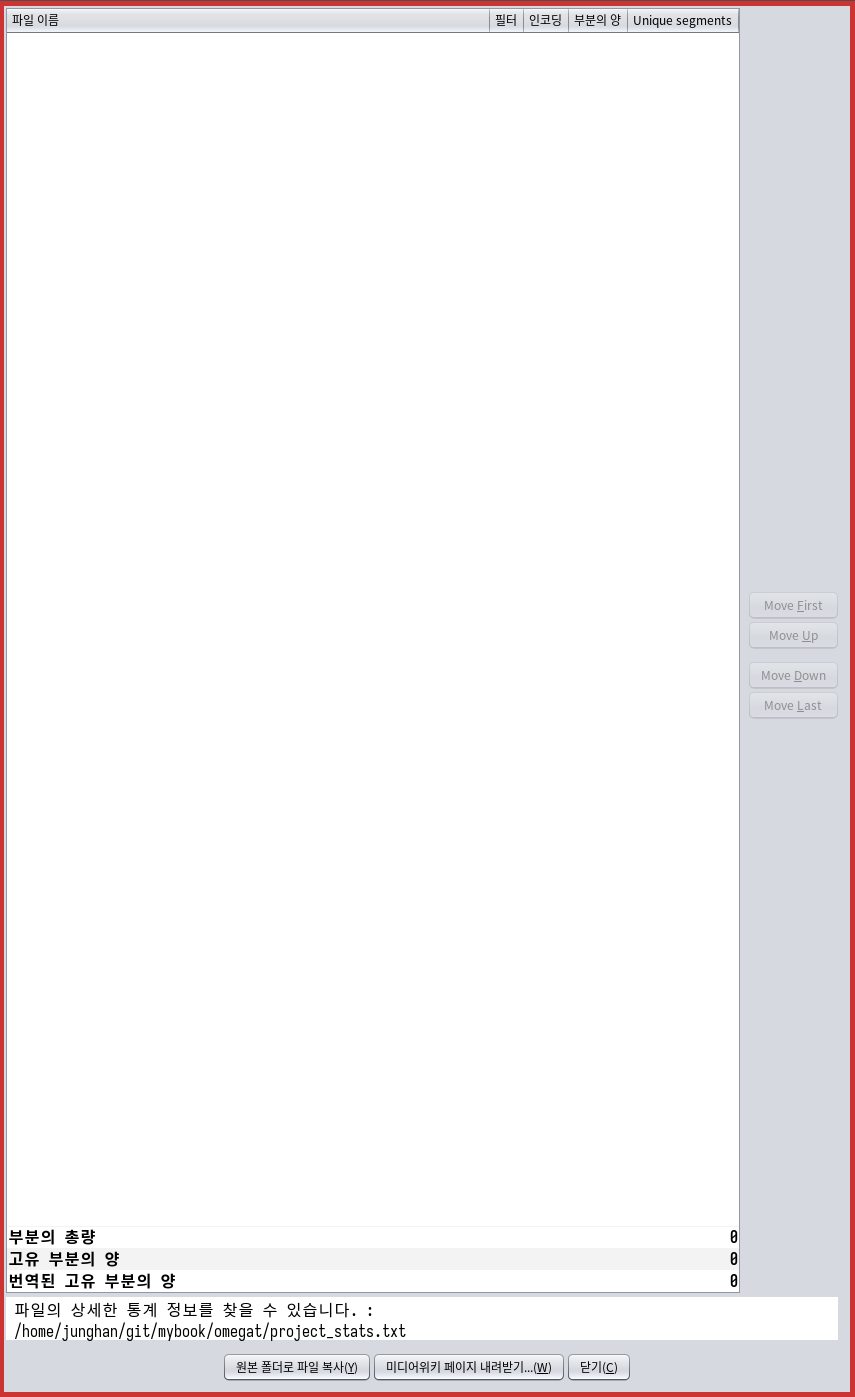 파일 이름 필터 인코딩 부분의 양 Unique segments
Move First
Move Up
Move Down
Move Last
부분의 총량 0
고유 부분의 양 0
번역된 고유 부분의 양 0
파일의 상세한 통계 정보를 찾을 수 있습니다. :
/home/junghan/git/mybook/omegat/project_stats.txt
원본 폴더로 파일 복사(Y) 미디어위키 페이지 내려받기...(W) 닫기(C)